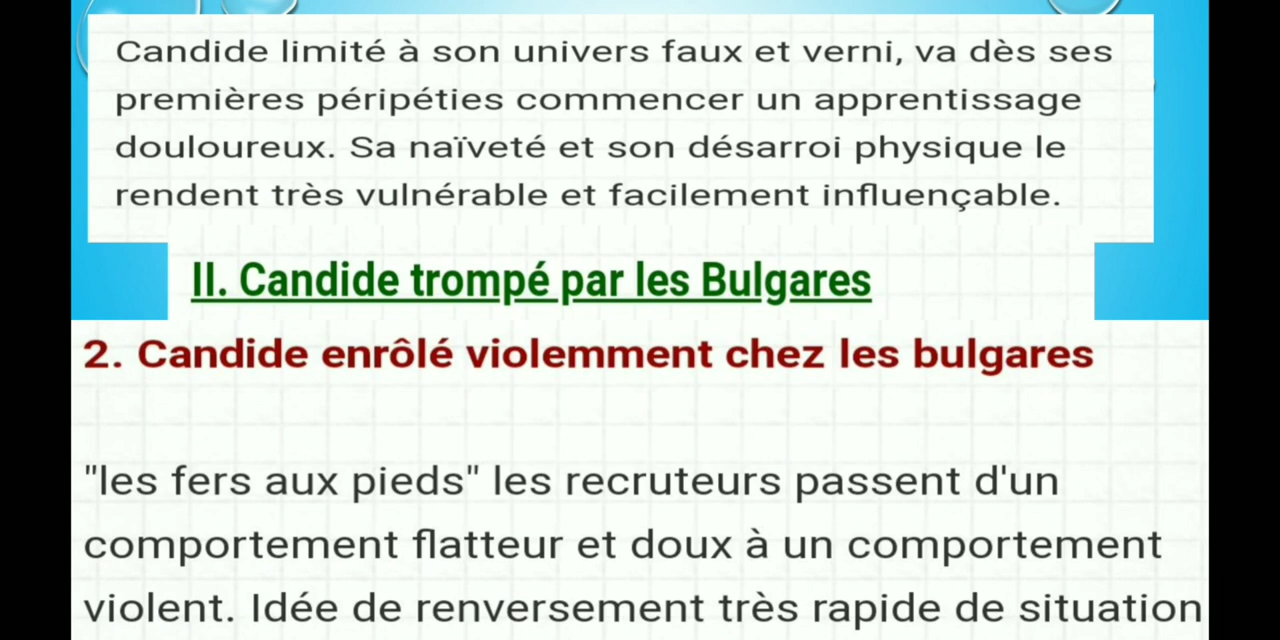 Candide limité à son univers faux et verni, va dès ses
premières péripéties commencer un apprentissage
douloureux. Sa naïveté et son désarroi physique le
rendent très vulnérable et facilement influençable.
II. Candide trompé par les Bulgares
2. Candide enrôlé violemment chez les bulgares
"les fers aux pieds" les recruteurs passent d'un
comportement flatteur et doux à un comportement
violent. Idée de renversement très rapide de situation